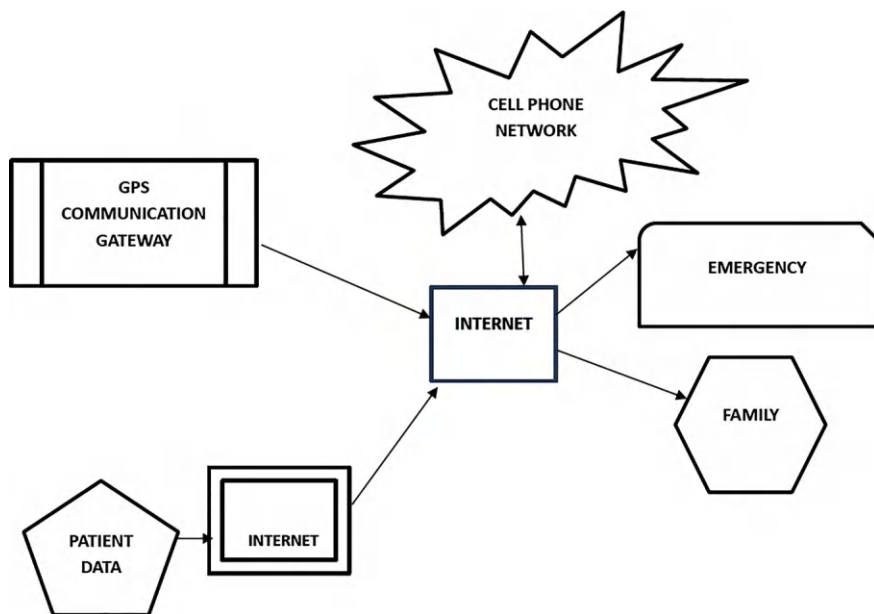 CELL PHONE
NETWORK
GPS
COMMUNICATION
GATEWAY
EMERGENCY
INTERNET
FAMILY
PATIENT
DATA
INTERNET